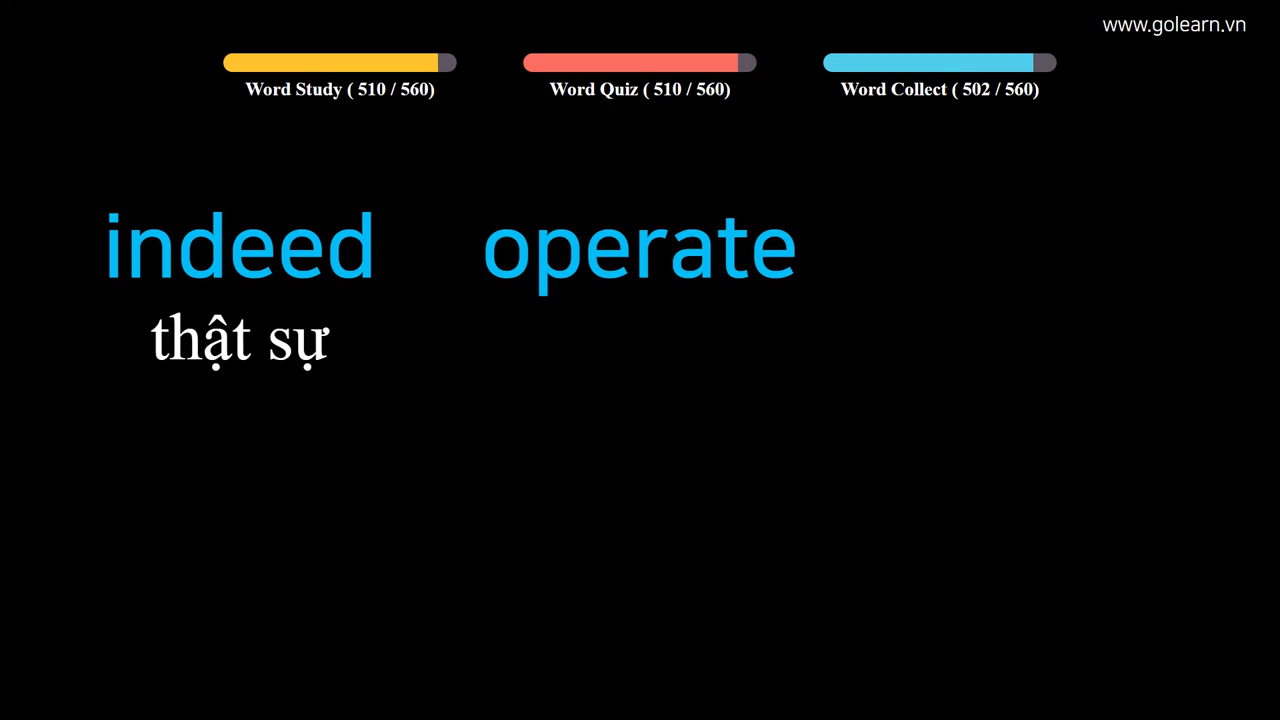 www.golearn.vn
Word Study ( 510 / 560)
Word Quiz ( 510 / 560)
Word Collect ( 502 / 560)
indeed operate
thật sự